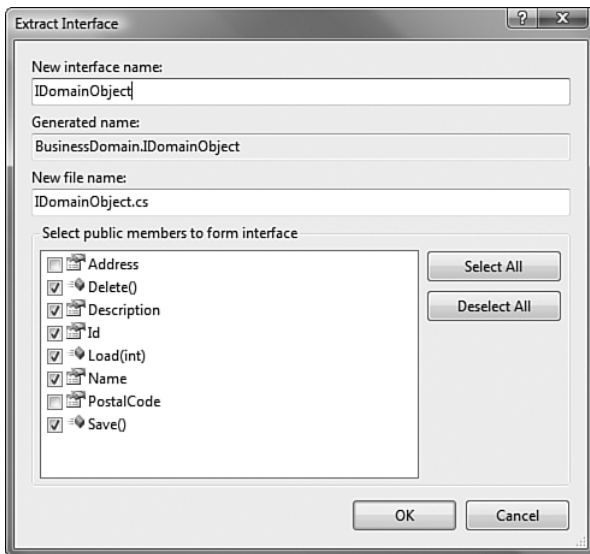 Extract Interface
New interface name:
IDomainObject
Generated name:
BusinessDomain.IDomainObject
New file name:
IDomainObject.cs
Select public members to form interface
Address
Delete()
Description
Id
Load(int)
Name
PostalCode
Save()
Select All
Deselect All
OK
Cancel